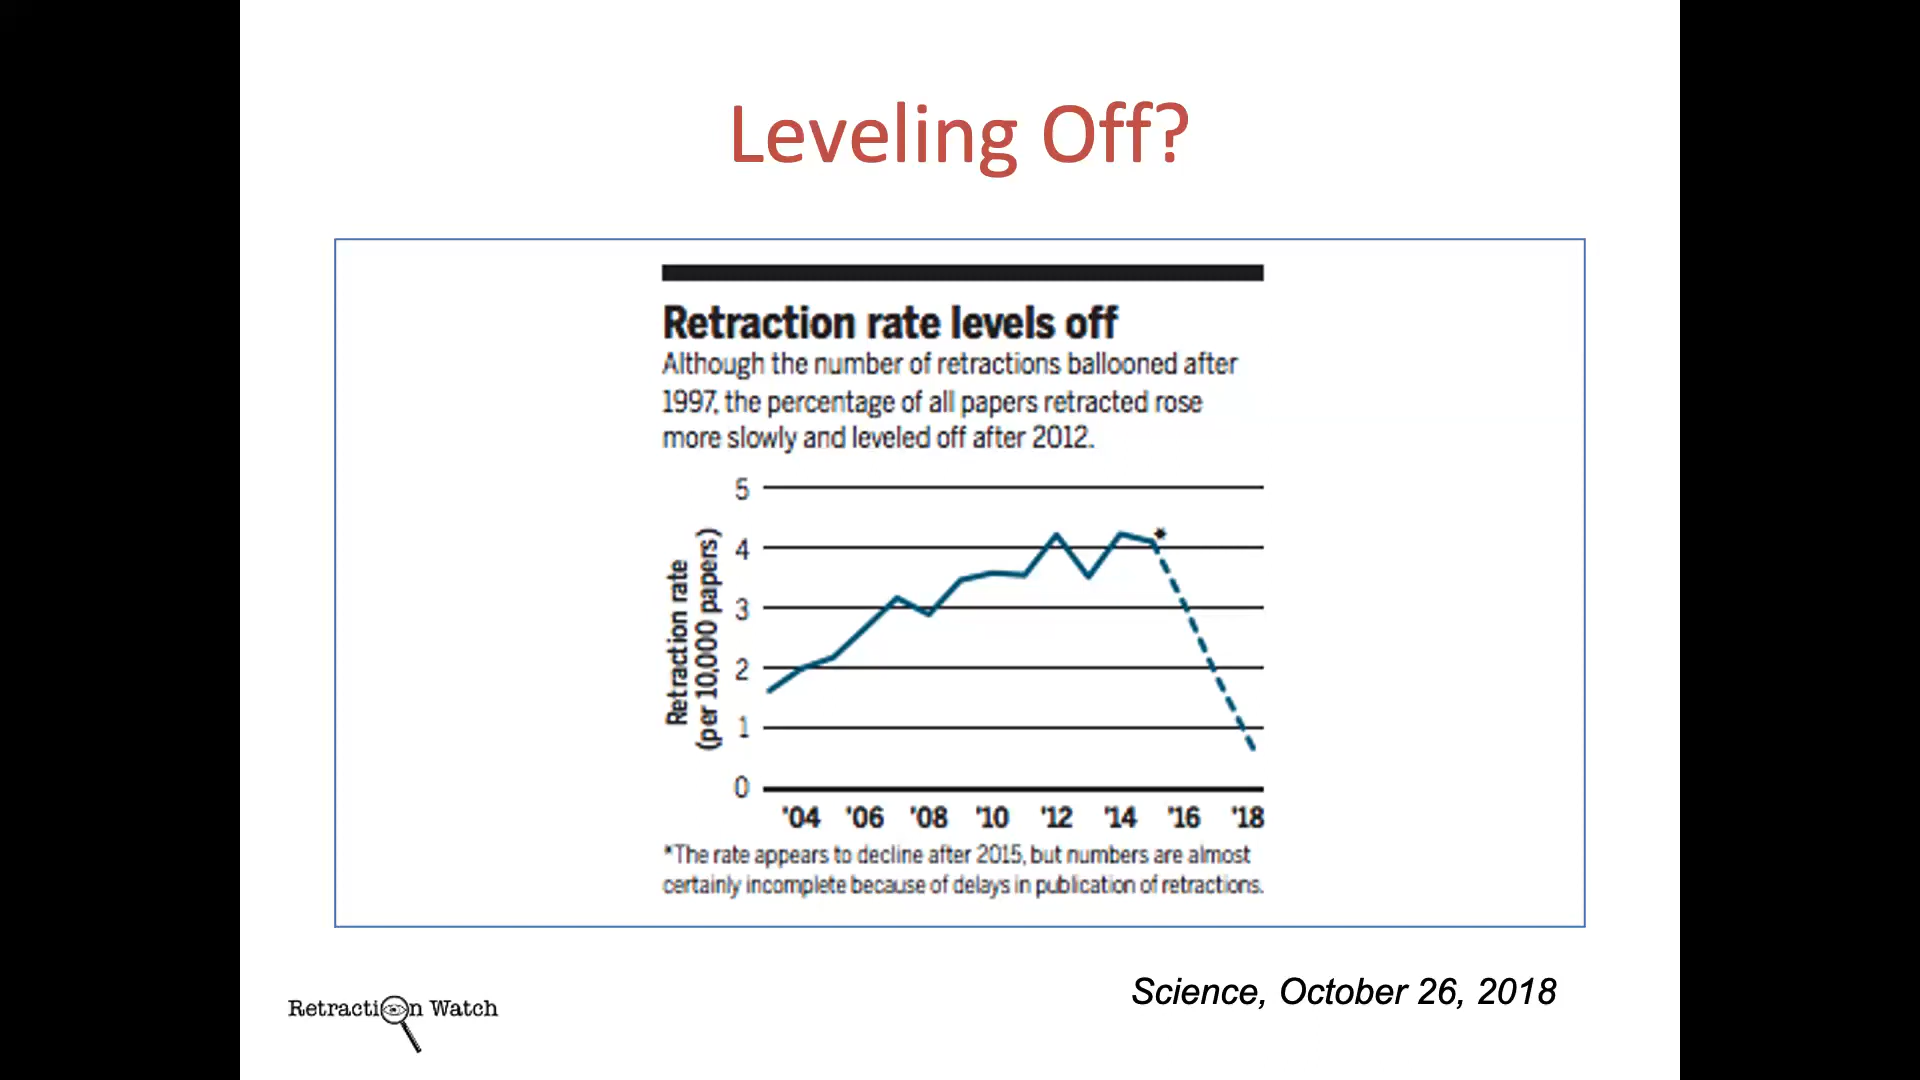 Leveling Off?
Retraction rate levels off
Although the number of retractions ballooned after
1997, the percentage of all papers retracted rose
more slowly and leveled off after 2012.
Retraction rate
(per 10,000 papers)
5
4
3
2
1
0
*
'04 '06 '08 '10 '12 '14 '16 '18
*The rate appears to decline after 2015, but numbers are almost
certainly incomplete because of delays in publication of retractions.
Science, October 26, 2018
Retraction Watch